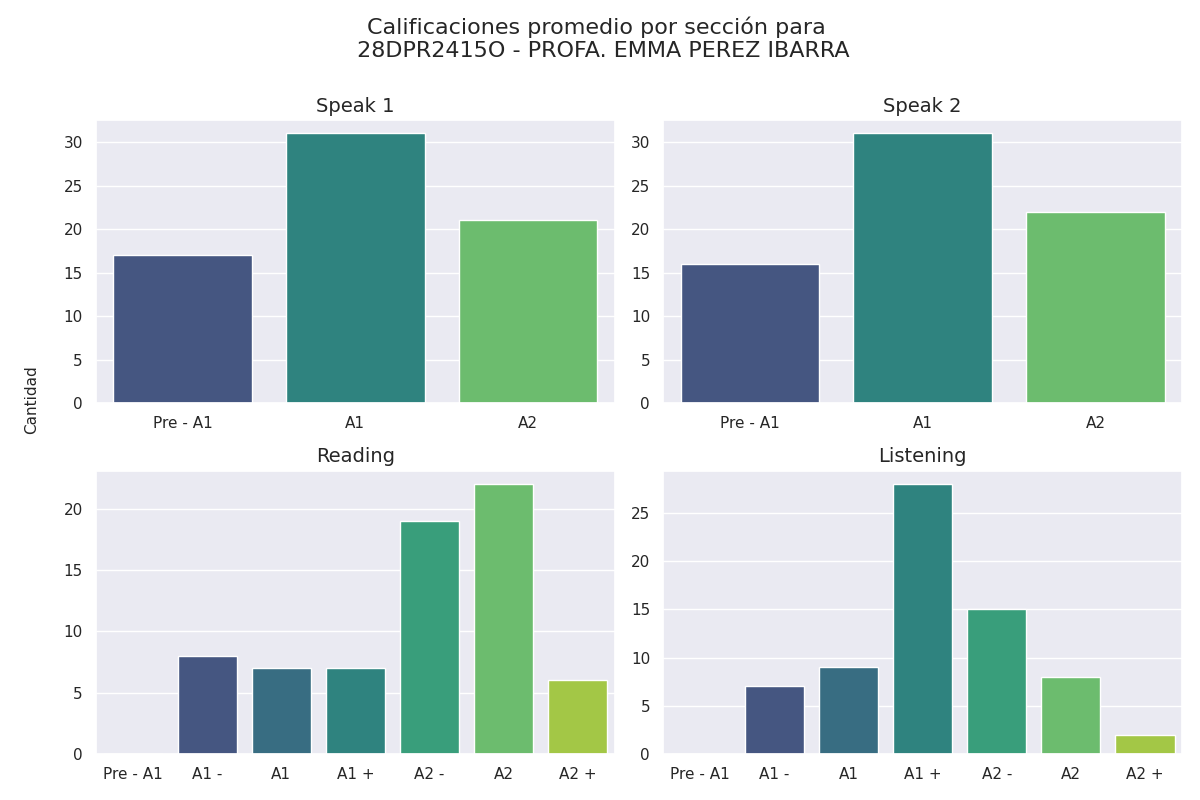 Calificaciones promedio por sección para
28DPR2415O - PROFA. EMMA PEREZ IBARRA
Cantidad
Speak 1
30
25
20
15
10
5
0
Pre - A1 A1 A2
Speak 2
30
25
20
15
10
5
0
Pre - A1 A1 A2
Reading
20
15
10
5
0
Pre - A1 A1 - A1 A1 + A2 - A2 A2 +
Listening
25
20
15
10
5
0
Pre - A1 A1 - A1 A1 + A2 - A2 A2 +